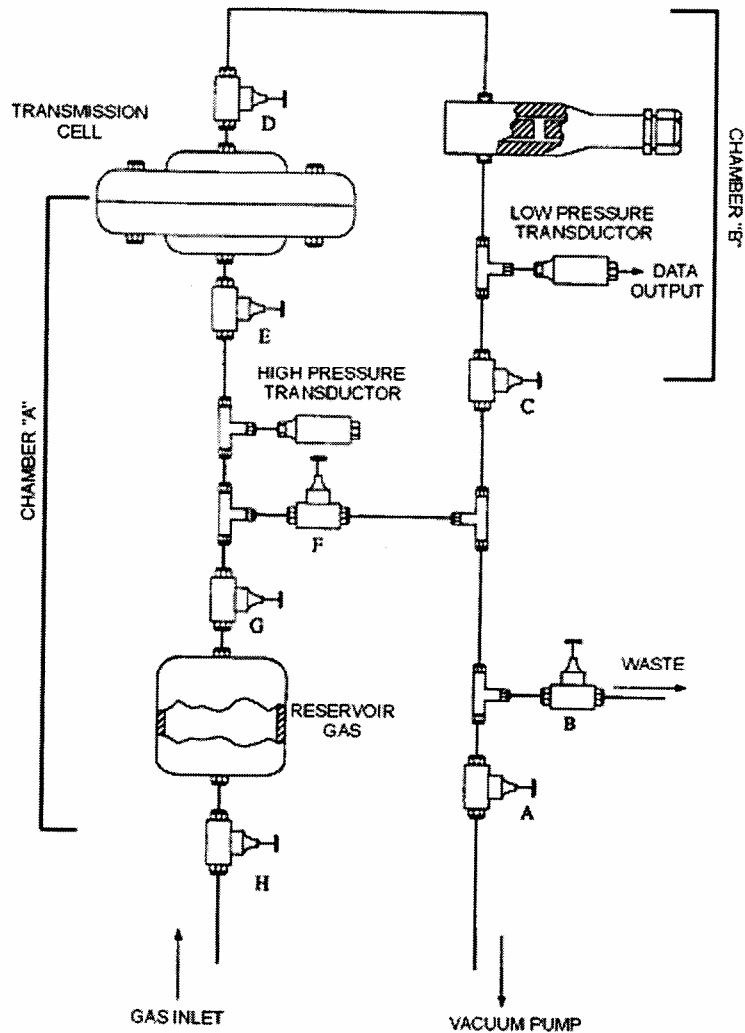 D
TRANSMISSION
CELL
CHAMBER "B"
LOW PRESSURE
TRANSDUCTOR
DATA
OUTPUT
E
HIGH PRESSURE
TRANSDUCTOR
C
CHAMBER "A"
F
G
WASTE
RESERVOIR
GAS
B
A
H
GAS INLET
VACUUM PUMP